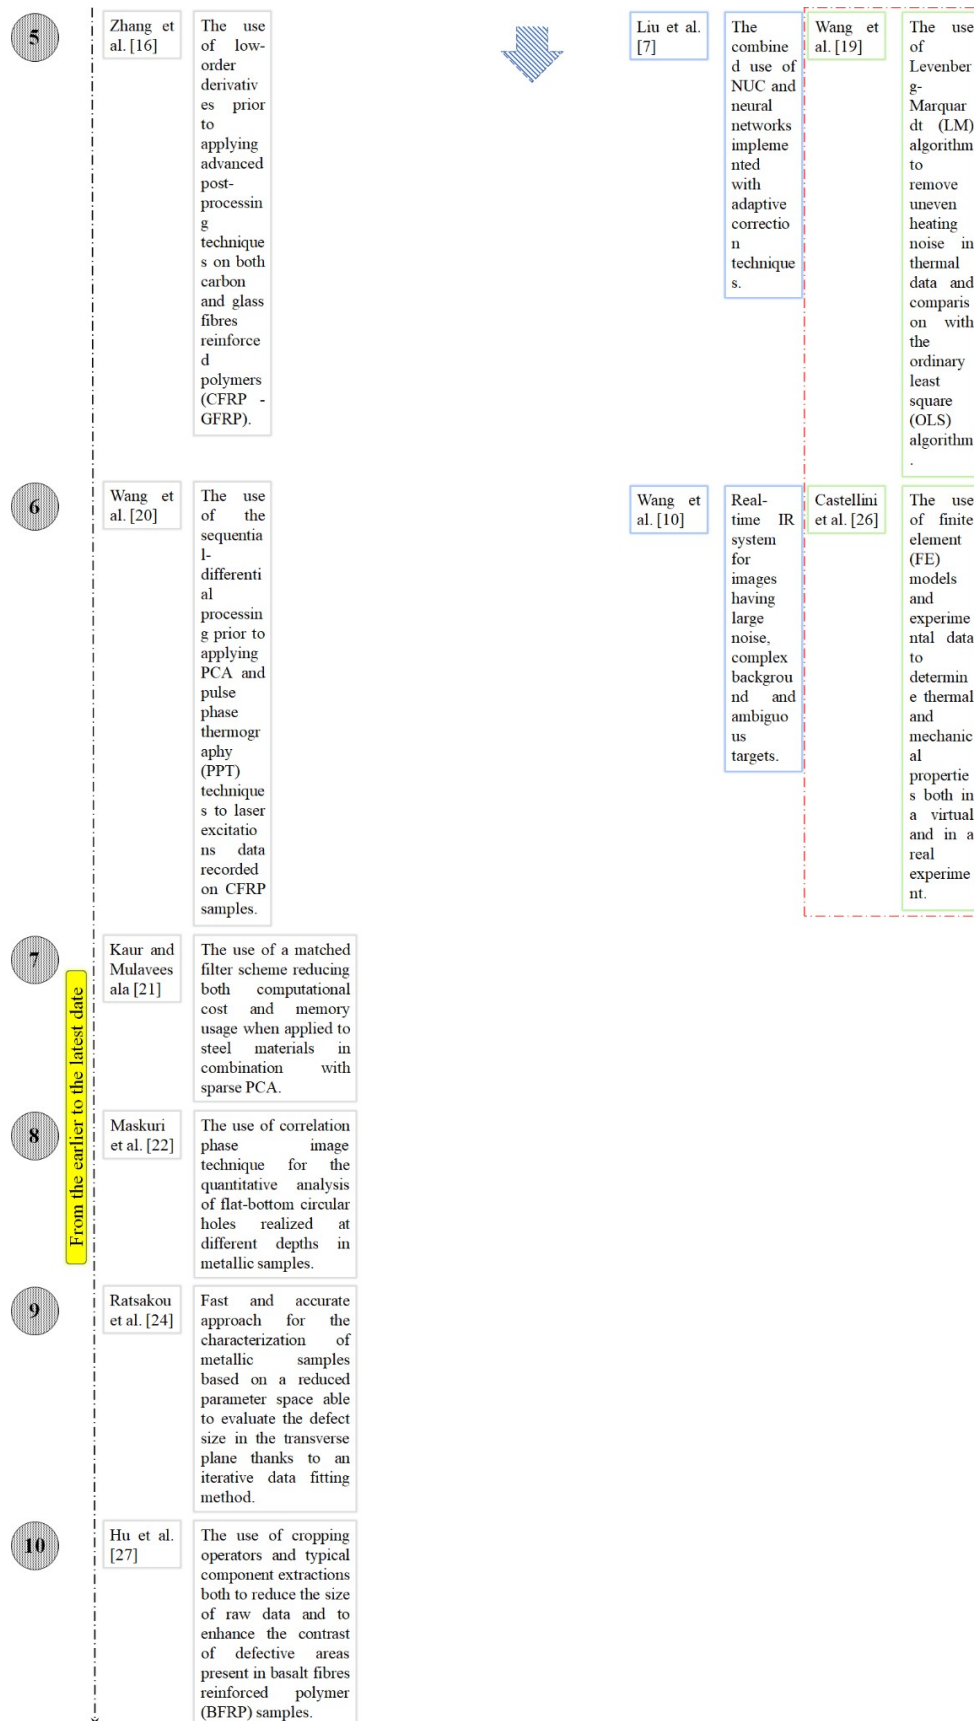 5
Zhang et
al. [16]
The use
of low-
order
derivativ
es prior
to
applying
advanced
post-
processin
g
technique
s on both
carbon
and glass
fibres
reinforce
d
polymers
(CFRP -
GFRP).
Liu et al.
[7]
The
combine
d use of
NUC and
neural
networks
impleme
nted
with
adaptive
correctio
n
technique
s.
Wang et
al. [19]
The use
of
Levenber
g-
Marquar
dt (LM)
algorithm
to
remove
uneven
heating
noise in
thermal
data and
comparis
on with
the
ordinary
least
square
(OLS)
algorithm
.
6
Wang et
al. [20]
The use
of the
sequentia
l-
differenti
al
processin
g prior to
applying
PCA and
pulse
phase
thermogr
aphy
(PPT)
technique
s to laser
excitatio
ns data
recorded
on CFRP
samples.
Wang et
al. [10]
Real-
time IR
system
for
images
having
large
noise,
complex
backgrou
nd and
ambiguo
us
targets.
Castellini
et al. [26]
The use
of finite
element
(FE)
models
and
experime
ntal data
to
determin
e thermal
and
mechanic
al
propertie
s both in
a virtual
and in a
real
experime
nt.
From the earlier to the latest date
7
Kaur and
Mulavees
ala [21]
The use of a matched
filter scheme reducing
both computational
cost and memory
usage when applied to
steel materials in
combination with
sparse PCA.
8
Maskuri
et al. [22]
The use of correlation
phase image
technique for the
quantitative analysis
of flat-bottom circular
holes realized at
different depths in
metallic samples.
9
Ratsakou
et al. [24]
Fast and accurate
approach for the
characterization of
metallic samples
based on a reduced
parameter space able
to evaluate the defect
size in the transverse
plane thanks to an
iterative data fitting
method.
10
Hu et al.
[27]
The use of cropping
operators and typical
component extractions
both to reduce the size
of raw data and to
enhance the contrast
of defective areas
present in basalt fibres
reinforced polymer
(BFRP) samples.